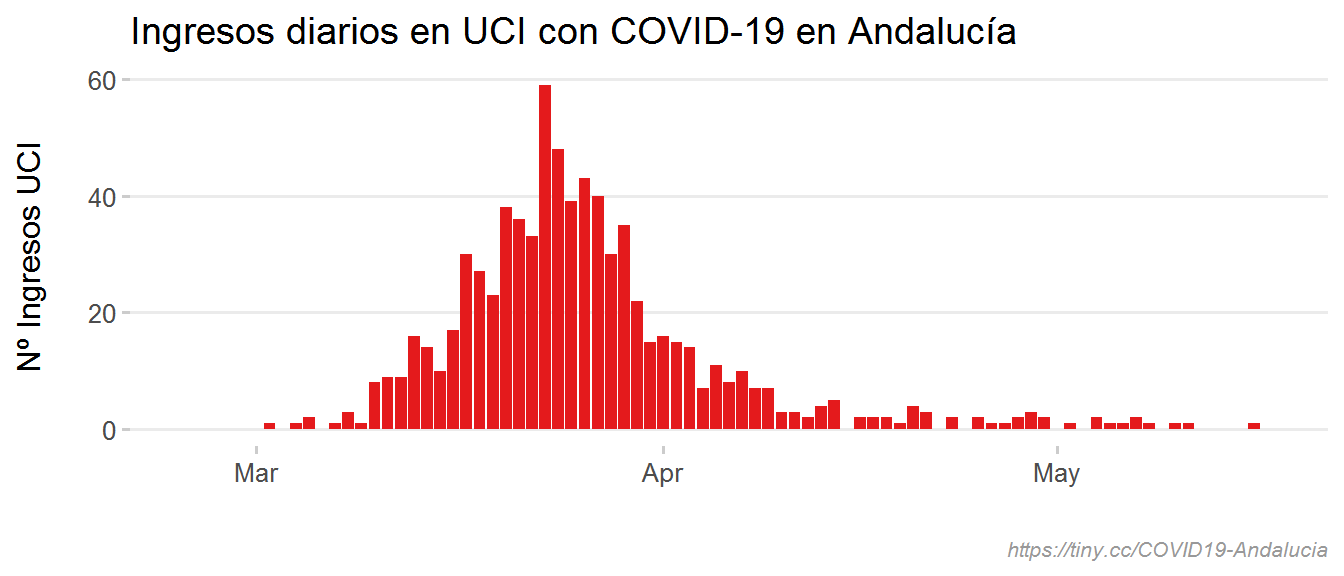 Ingresos diarios en UCI con COVID-19 en Andalucía
Nº Ingresos UCI
60
40
20
0
Mar
Apr
May
https://tiny.cc/COVID19-Andalucia